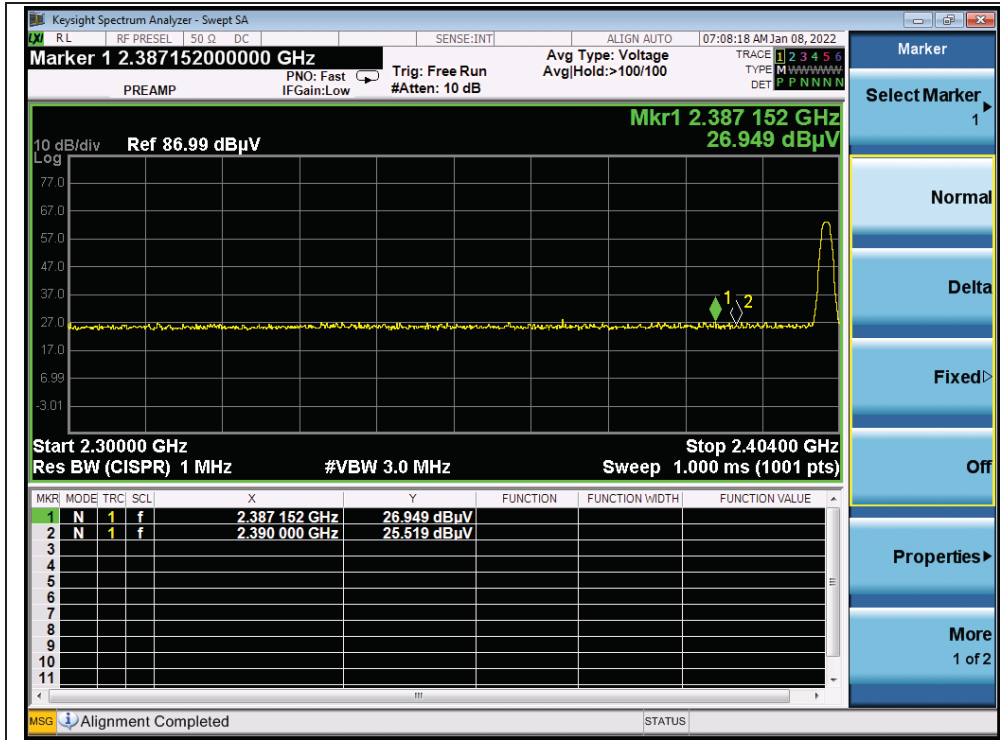 Keysight Spectrum Analyzer - Swept SA
LXI RL RF PRESEL 50 Ω DC SENSE:INT ALIGN AUTO 07:08:18 AM Jan 08, 2022
Marker 1 2.387152000000 GHz
PREAMP
PNO: Fast
IFGain:Low
Trig: Free Run
#Atten: 10 dB
Avg Type: Voltage
Avg|Hold:>100/100
TRACE 1 2 3 4 5 6
TYPE M W W W W W
DET P P N N N N
Mkr1 2.387 152 GHz
26.949 dBµV
10 dB/div Ref 86.99 dBµV
Log
77.0
67.0
57.0
47.0
37.0
27.0
17.0
6.99
-3.01
1
2
Start 2.30000 GHz Stop 2.40400 GHz
Res BW (CISPR) 1 MHz #VBW 3.0 MHz Sweep 1.000 ms (1001 pts)
MKR MODE TRC SCL X Y FUNCTION FUNCTION WIDTH FUNCTION VALUE
1 N 1 f 2.387 152 GHz 26.949 dBµV
2 N 1 f 2.390 000 GHz 25.519 dBµV
3
4
5
6
7
8
9
10
11
MSG Alignment Completed STATUS
Marker
Select Marker
1
Normal
Delta
Fixed
Off
Properties
More
1 of 2